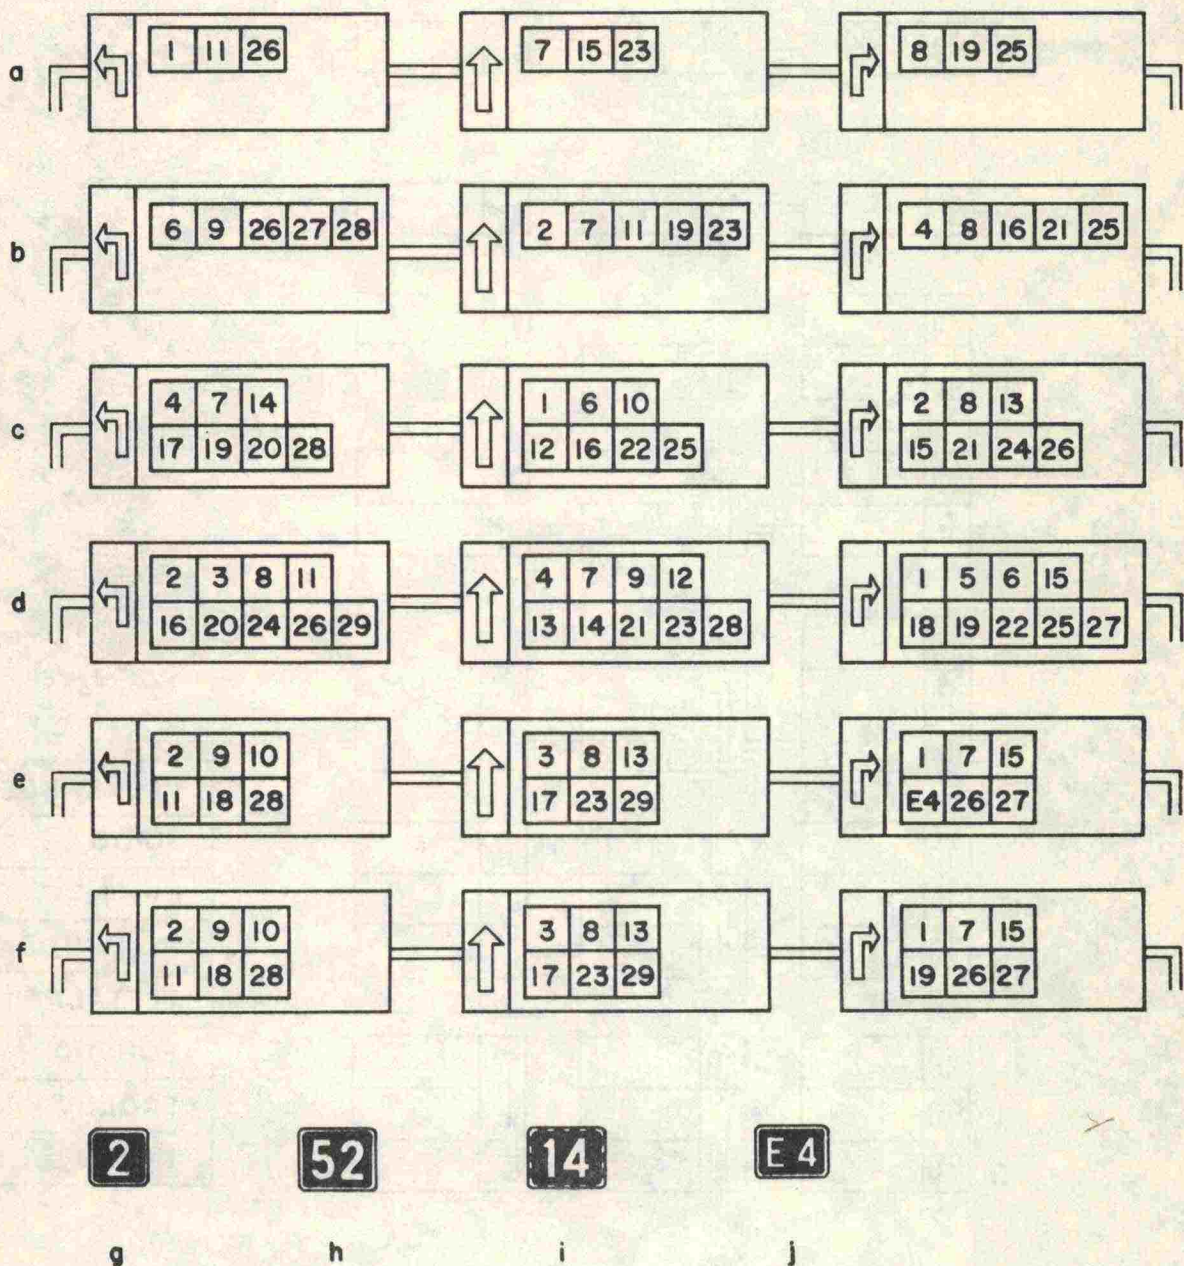 1 11 26 7 15 23 8 19 25
a
6 9 26 27 28 2 7 11 19 23 4 8 16 21 25
b
4 7 14 1 6 10 2 8 13
c
17 19 20 28 12 16 22 25 15 21 24 26
2 3 8 11 4 7 9 12 1 5 6 15
d
16 20 24 26 29 13 14 21 23 28 18 19 22 25 27
2 9 10 3 8 13 1 7 15
e
11 18 28 17 23 29 E4 26 27
2 9 10 3 8 13 1 7 15
f
11 18 28 17 23 29 19 26 27
2 52 14 E 4
g h i j